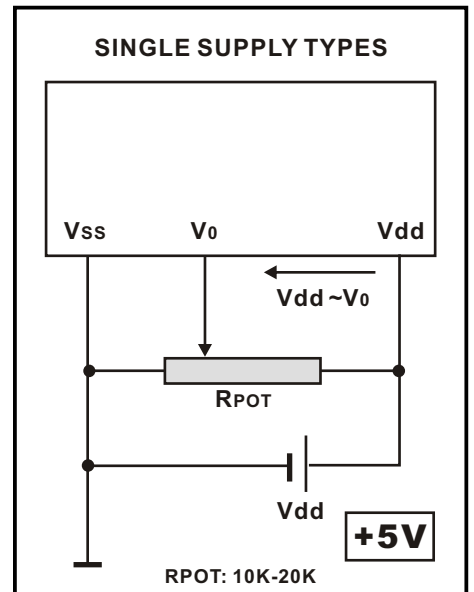 SINGLE SUPPLY TYPES
VSS V0 Vdd
Vdd ~V0
RPOT
Vdd
+5V
RPOT: 10K-20K